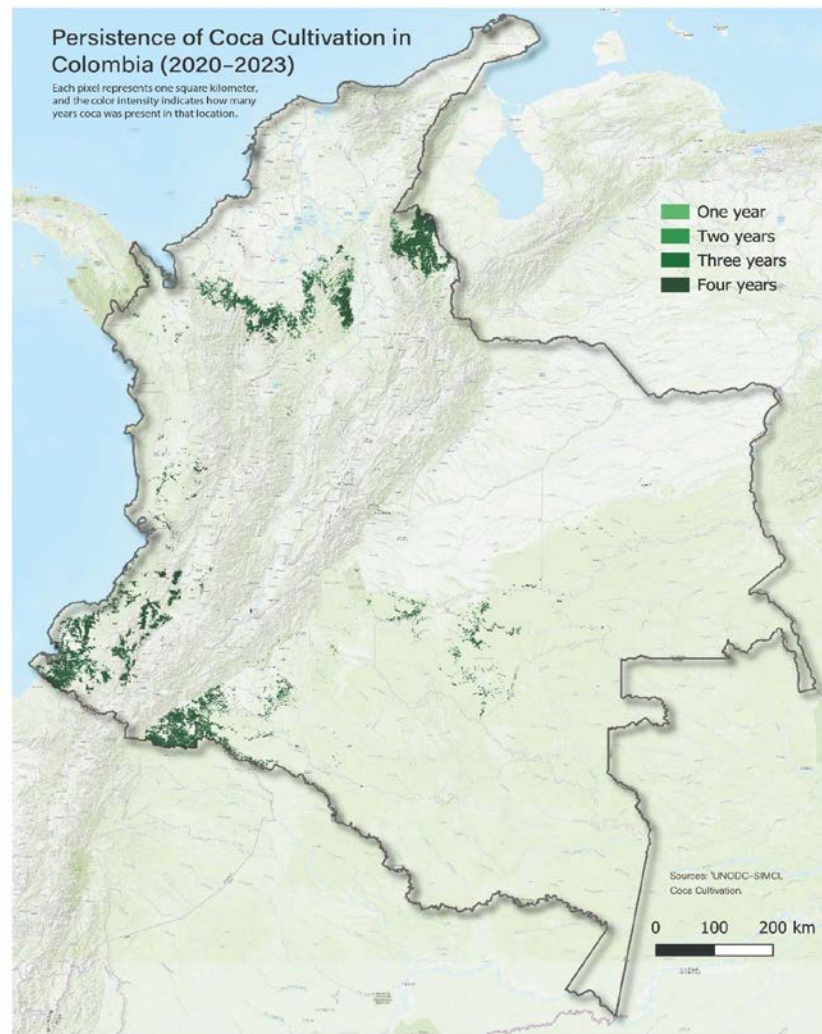 Persistence of Coca Cultivation in
Colombia (2020–2023)
Each pixel represents one square kilometer,
and the color intensity indicates how many
years coca was present in that location.
One year
Two years
Three years
Four years
Sources: 'UNODC–SIMCI,
Coca Cultivation.
0 100 200 km